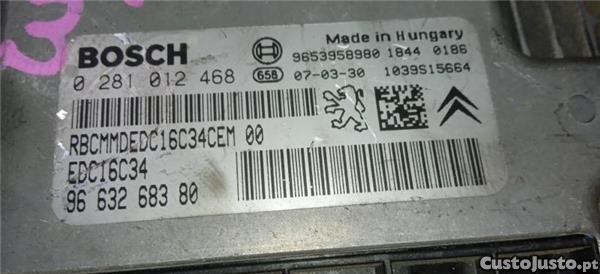 3
Made in Hungary
BOSCH
9653958980 1844 0186
0 281 012 468
658
07-03-30
1039S15664
RBCMMDEDC16C34CEM 00
EDC16C34
96 632 683 80
CustoJusto.pt